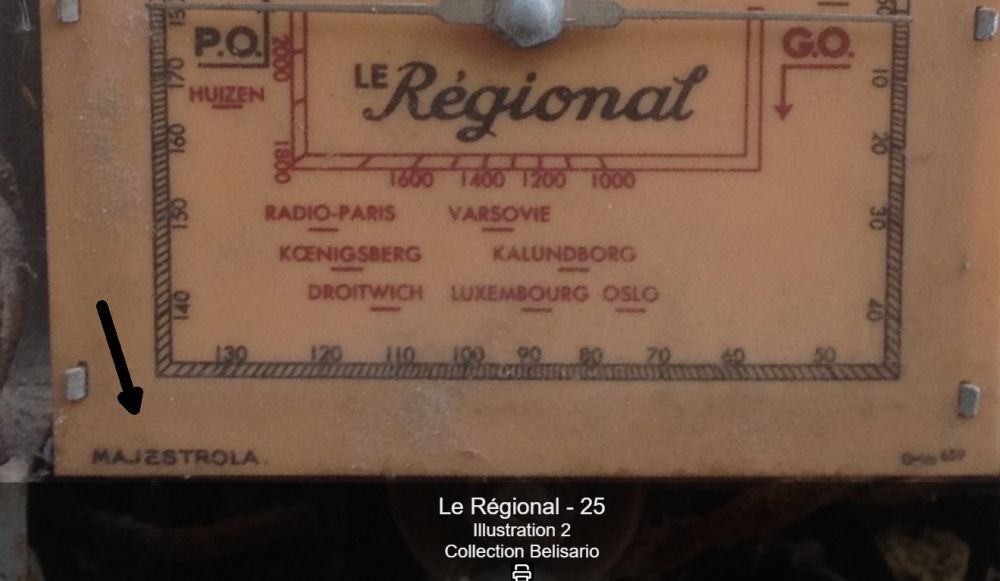 P.O.
G.O.
LE Régional
HUIZEN
170
160
150
140
2000
1800
1600 1400 1200 1000
10
20
30
40
RADIO-PARIS VARSOVIE
KŒNIGSBERG KALUNDBORG
DROITWICH LUXEMBOURG OSLO
130 120 110 100 90 80 70 60 50
MAJESTROLA.
659
Le Régional - 25
Illustration 2
Collection Belisario